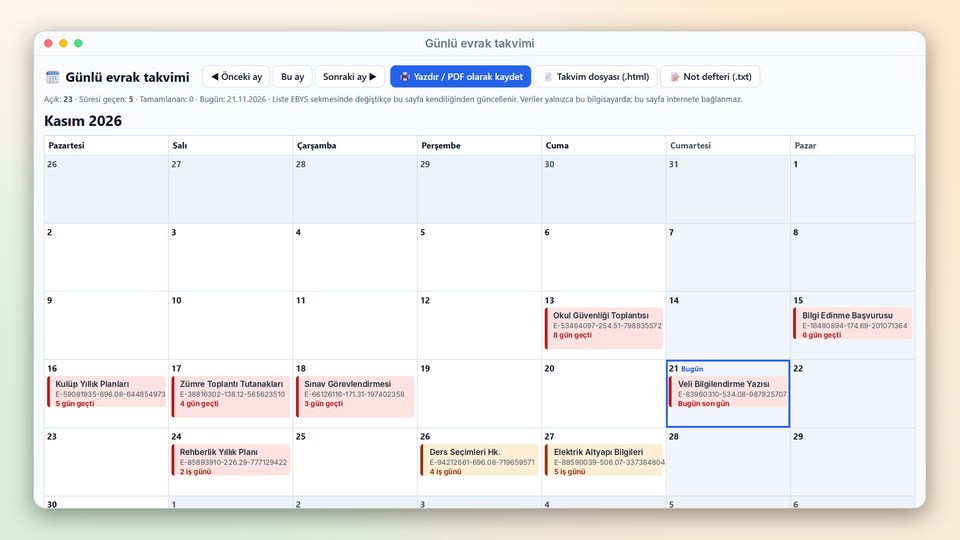 Günlü evrak takvimi
Günlü evrak takvimi
◀ Önceki ay
Bu ay
Sonraki ay ▶
Yazdır / PDF olarak kaydet
Takvim dosyası (.html)
Not defteri (.txt)
Açık: 23 · Süresi geçen: 5 · Tamamlanan: 0 · Bugün: 21.11.2026 · Liste EBYS sekmesinde değiştikçe bu sayfa kendiliğinden güncellenir. Veriler yalnızca bu bilgisayarda; bu sayfa internete bağlanmaz.
Kasım 2026
Pazartesi Salı Çarşamba Perşembe Cuma Cumartesi Pazar
26 27 28 29 30 31 1
2 3 4 5 6 7 8
9 10 11 12 13 14 15
Okul Güvenliği Toplantısı
E-53464097-254.51-798935572
8 gün geçti
Bilgi Edinme Başvurusu
E-16480894-174.69-201071364
6 gün geçti
16 17 18 19 20 21 Bugün 22
Kulüp Yıllık Planları
E-59081935-696.08-644854973
5 gün geçti
Zümre Toplantı Tutanakları
E-38816302-138.12-565623510
4 gün geçti
Sınav Görevlendirmesi
E-66126116-171.31-197402358
3 gün geçti
Veli Bilgilendirme Yazısı
E-83960310-534.08-987825707
Bugün son gün
23 24 25 26 27 28 29
Rehberlik Yıllık Planı
E-85893910-226.29-777129422
2 iş günü
Ders Seçimleri Hk.
E-94212661-696.08-719659571
4 iş günü
Elektrik Altyapı Bilgileri
E-88590039-506.07-337384804
5 iş günü
30 1 2 3 4 5 6